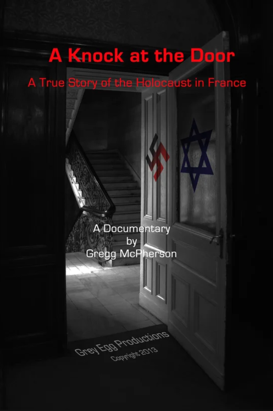 A Knock at the Door
A True Story of the Holocaust in France
A Documentary
by
Gregg McPherson
Grey Egg Productions
Copyright 2013